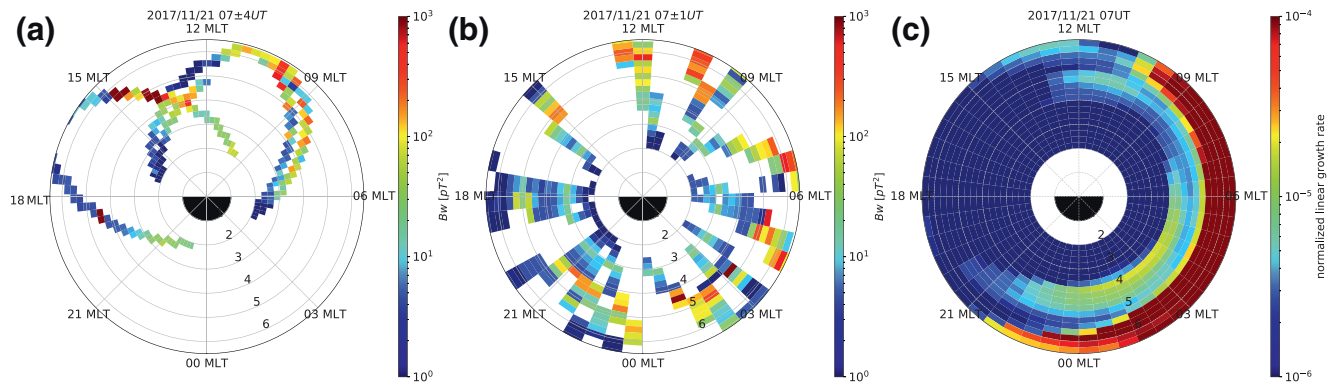 (a)
2017/11/21 07±4UT
12 MLT
15 MLT
09 MLT
18 MLT
06 MLT
21 MLT
03 MLT
00 MLT
2
3
4
5
6
10³
10²
10¹
10⁰
Bw [pT²]
(b)
2017/11/21 07±1UT
12 MLT
15 MLT
09 MLT
18 MLT
06 MLT
21 MLT
03 MLT
00 MLT
2
3
4
5
6
10³
10²
10¹
10⁰
Bw [pT²]
(c)
2017/11/21 07UT
12 MLT
15 MLT
09 MLT
18 MLT
06 MLT
21 MLT
03 MLT
00 MLT
2
3
4
5
6
10⁻⁴
10⁻⁵
10⁻⁶
normalized linear growth rate